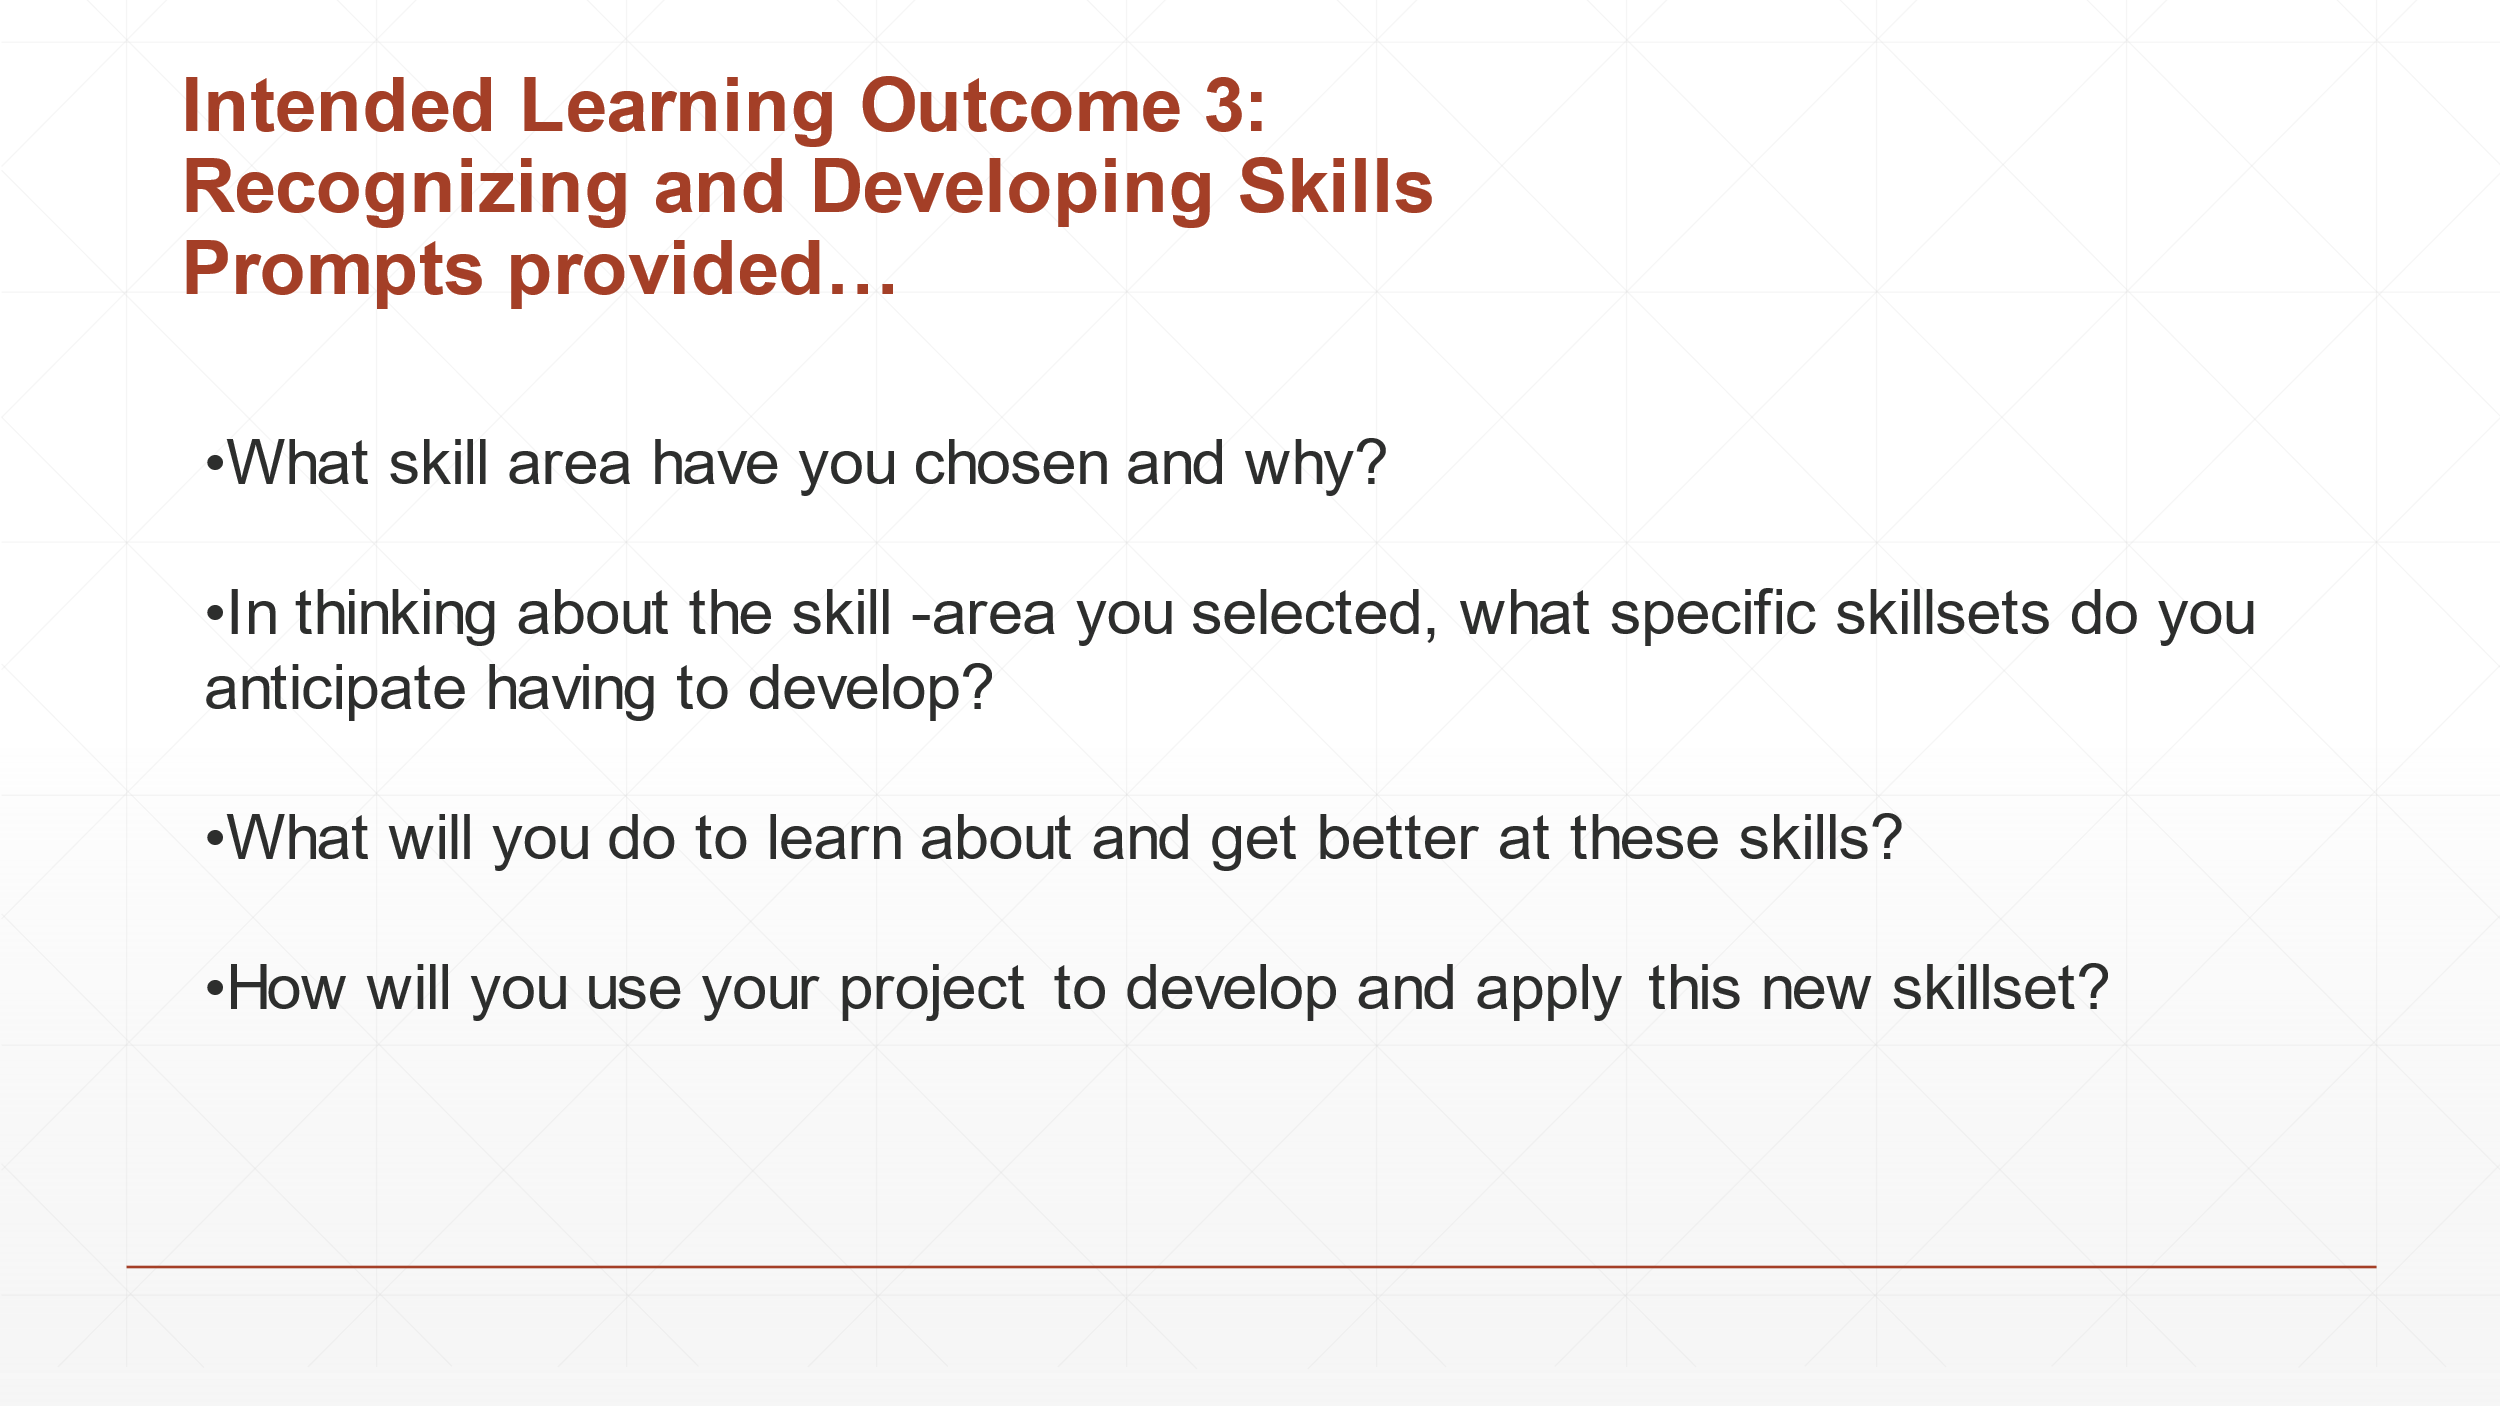 Intended Learning Outcome 3:
Recognizing and Developing Skills
Prompts provided…
•What skill area have you chosen and why?
•In thinking about the skill -area you selected, what specific skillsets do you
anticipate having to develop?
•What will you do to learn about and get better at these skills?
•How will you use your project to develop and apply this new skillset?